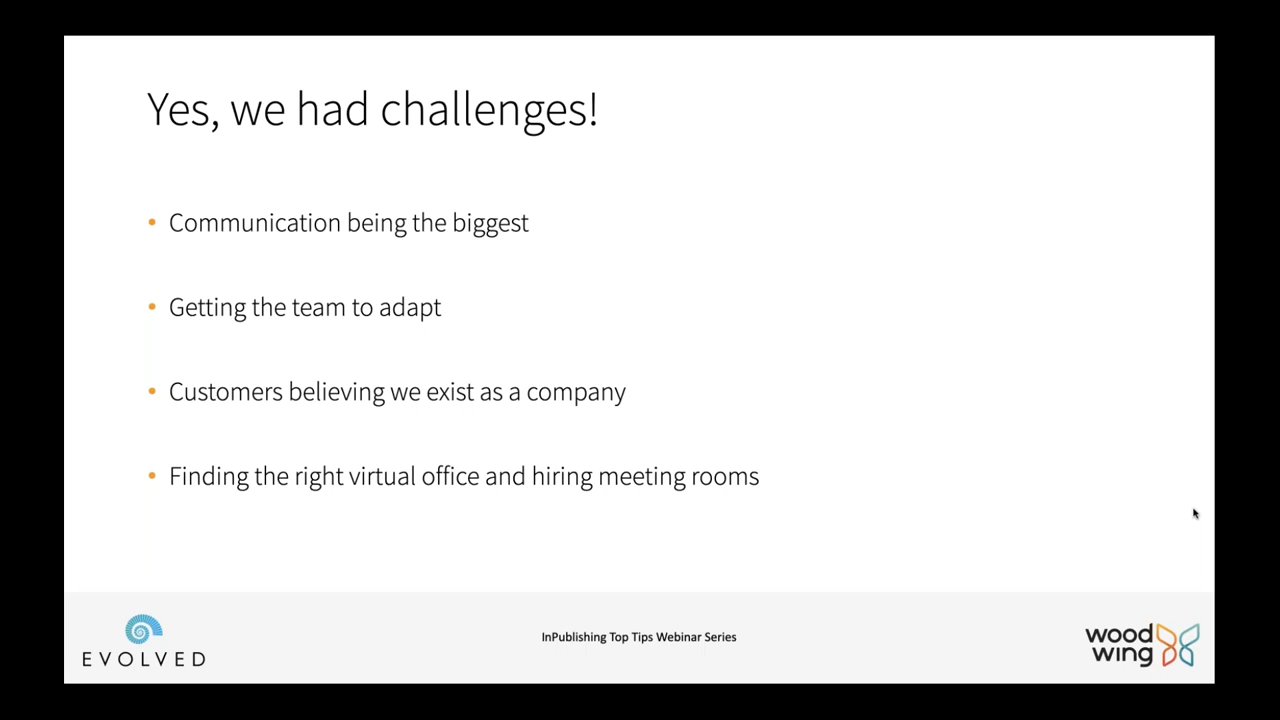 Yes, we had challenges!
• Communication being the biggest
• Getting the team to adapt
• Customers believing we exist as a company
• Finding the right virtual office and hiring meeting rooms
EVOLVED
InPublishing Top Tips Webinar Series
wood
wing